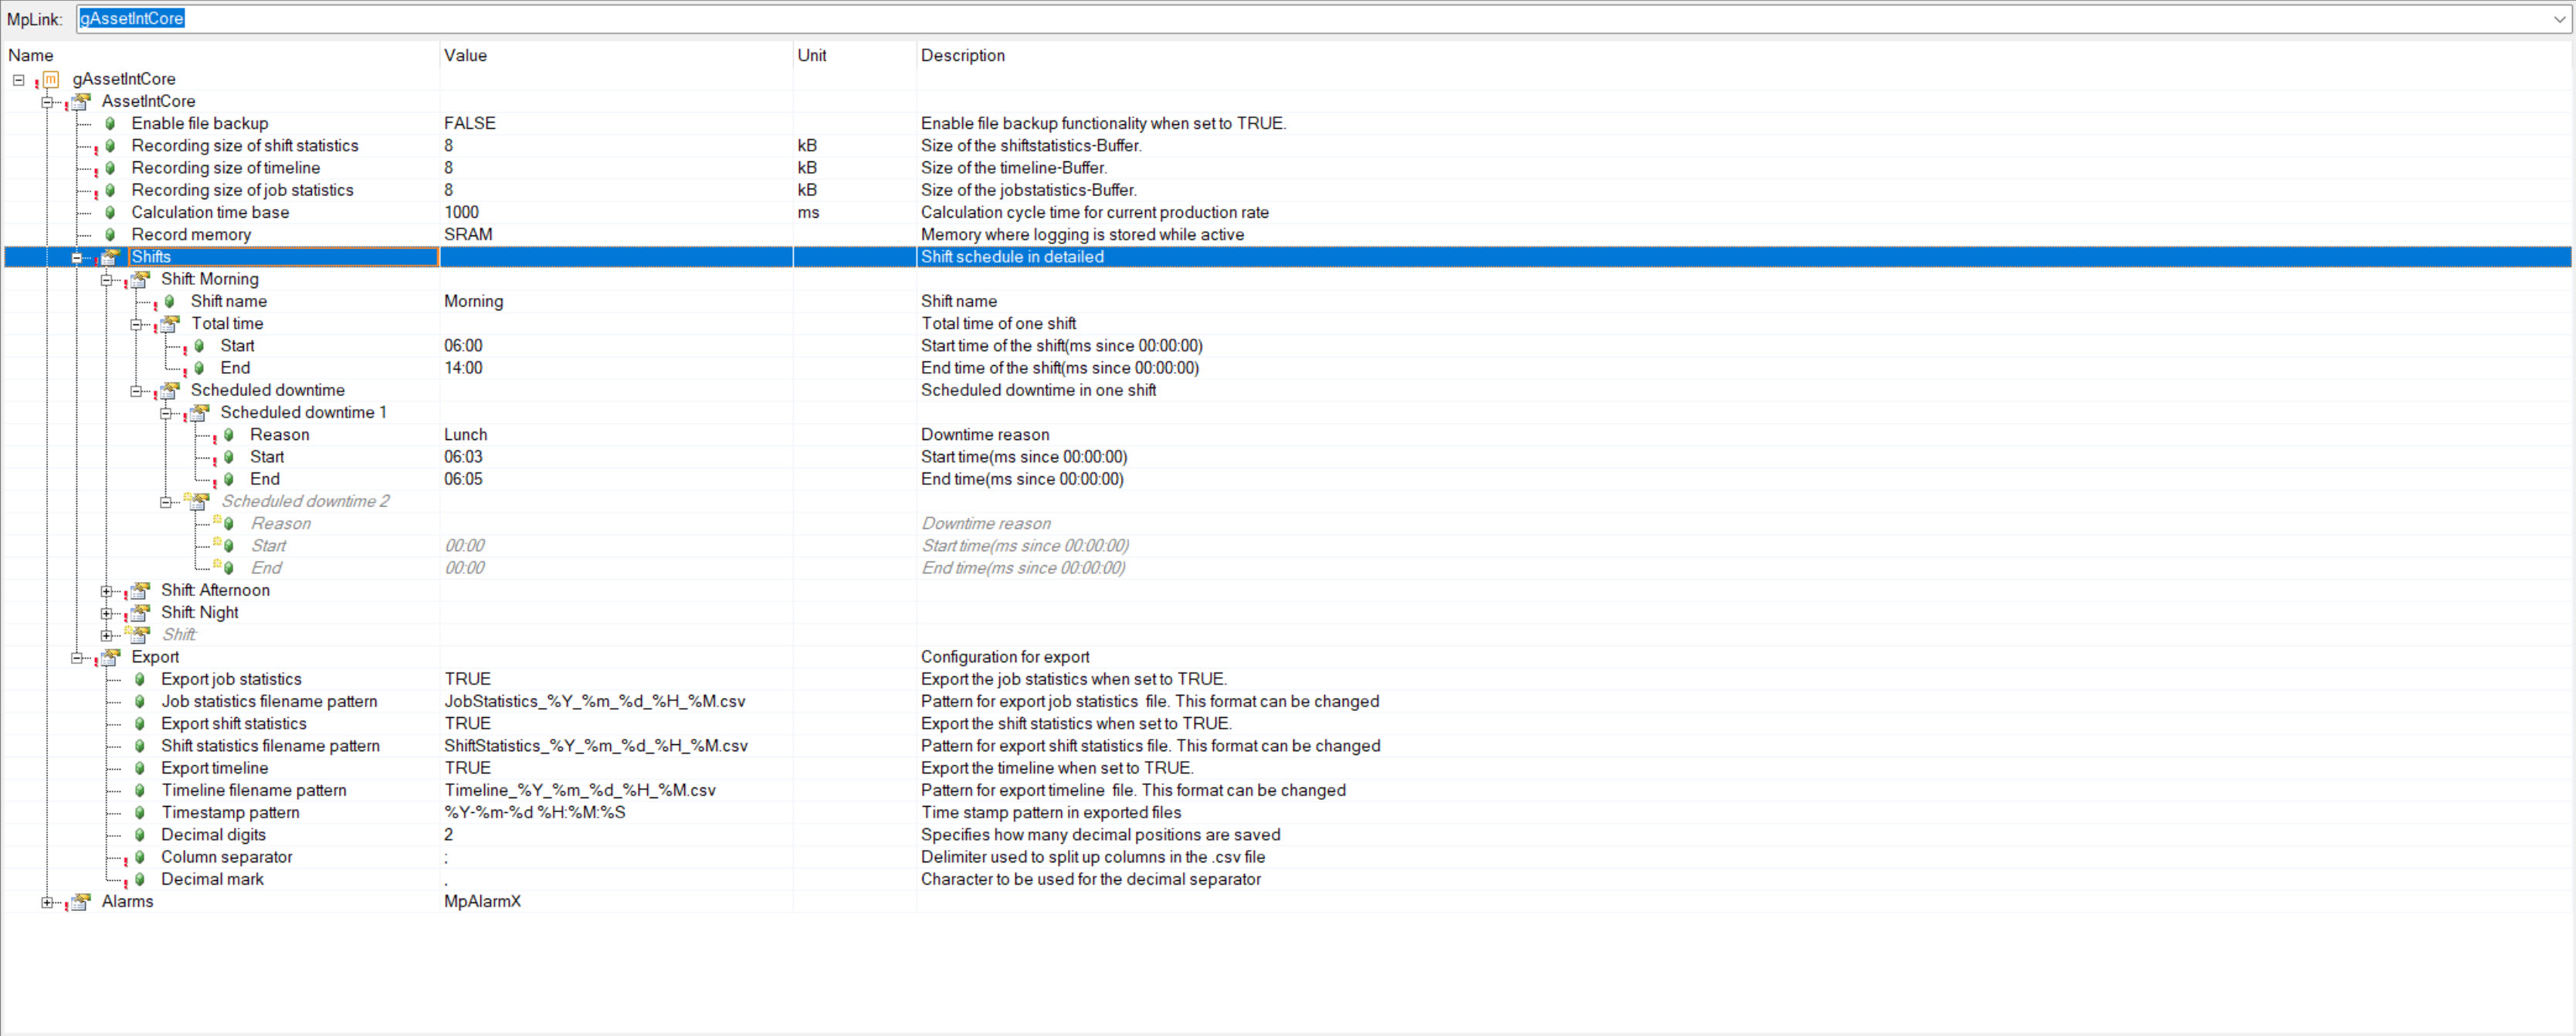 MpLink: gAssetIntCore
Name Value Unit Description
gAssetIntCore
AssetIntCore
Enable file backup FALSE Enable file backup functionality when set to TRUE.
Recording size of shift statistics 8 kB Size of the shiftstatistics-Buffer.
Recording size of timeline 8 kB Size of the timeline-Buffer.
Recording size of job statistics 8 kB Size of the jobstatistics-Buffer.
Calculation time base 1000 ms Calculation cycle time for current production rate
Record memory SRAM Memory where logging is stored while active
Shifts Shift schedule in detailed
Shift: Morning
Shift name Morning Shift name
Total time Total time of one shift
Start 06:00 Start time of the shift(ms since 00:00:00)
End 14:00 End time of the shift(ms since 00:00:00)
Scheduled downtime Scheduled downtime in one shift
Scheduled downtime 1
Reason Lunch Downtime reason
Start 06:03 Start time(ms since 00:00:00)
End 06:05 End time(ms since 00:00:00)
Scheduled downtime 2
Reason Downtime reason
Start 00:00 Start time(ms since 00:00:00)
End 00:00 End time(ms since 00:00:00)
Shift: Afternoon
Shift: Night
Shift:
Export Configuration for export
Export job statistics TRUE Export the job statistics when set to TRUE.
Job statistics filename pattern JobStatistics_%Y_%m_%d_%H_%M.csv Pattern for export job statistics file. This format can be changed
Export shift statistics TRUE Export the shift statistics when set to TRUE.
Shift statistics filename pattern ShiftStatistics_%Y_%m_%d_%H_%M.csv Pattern for export shift statistics file. This format can be changed
Export timeline TRUE Export the timeline when set to TRUE.
Timeline filename pattern Timeline_%Y_%m_%d_%H_%M.csv Pattern for export timeline file. This format can be changed
Timestamp pattern %Y-%m-%d %H:%M:%S Time stamp pattern in exported files
Decimal digits 2 Specifies how many decimal positions are saved
Column separator ; Delimiter used to split up columns in the .csv file
Decimal mark . Character to be used for the decimal separator
Alarms MpAlarmX